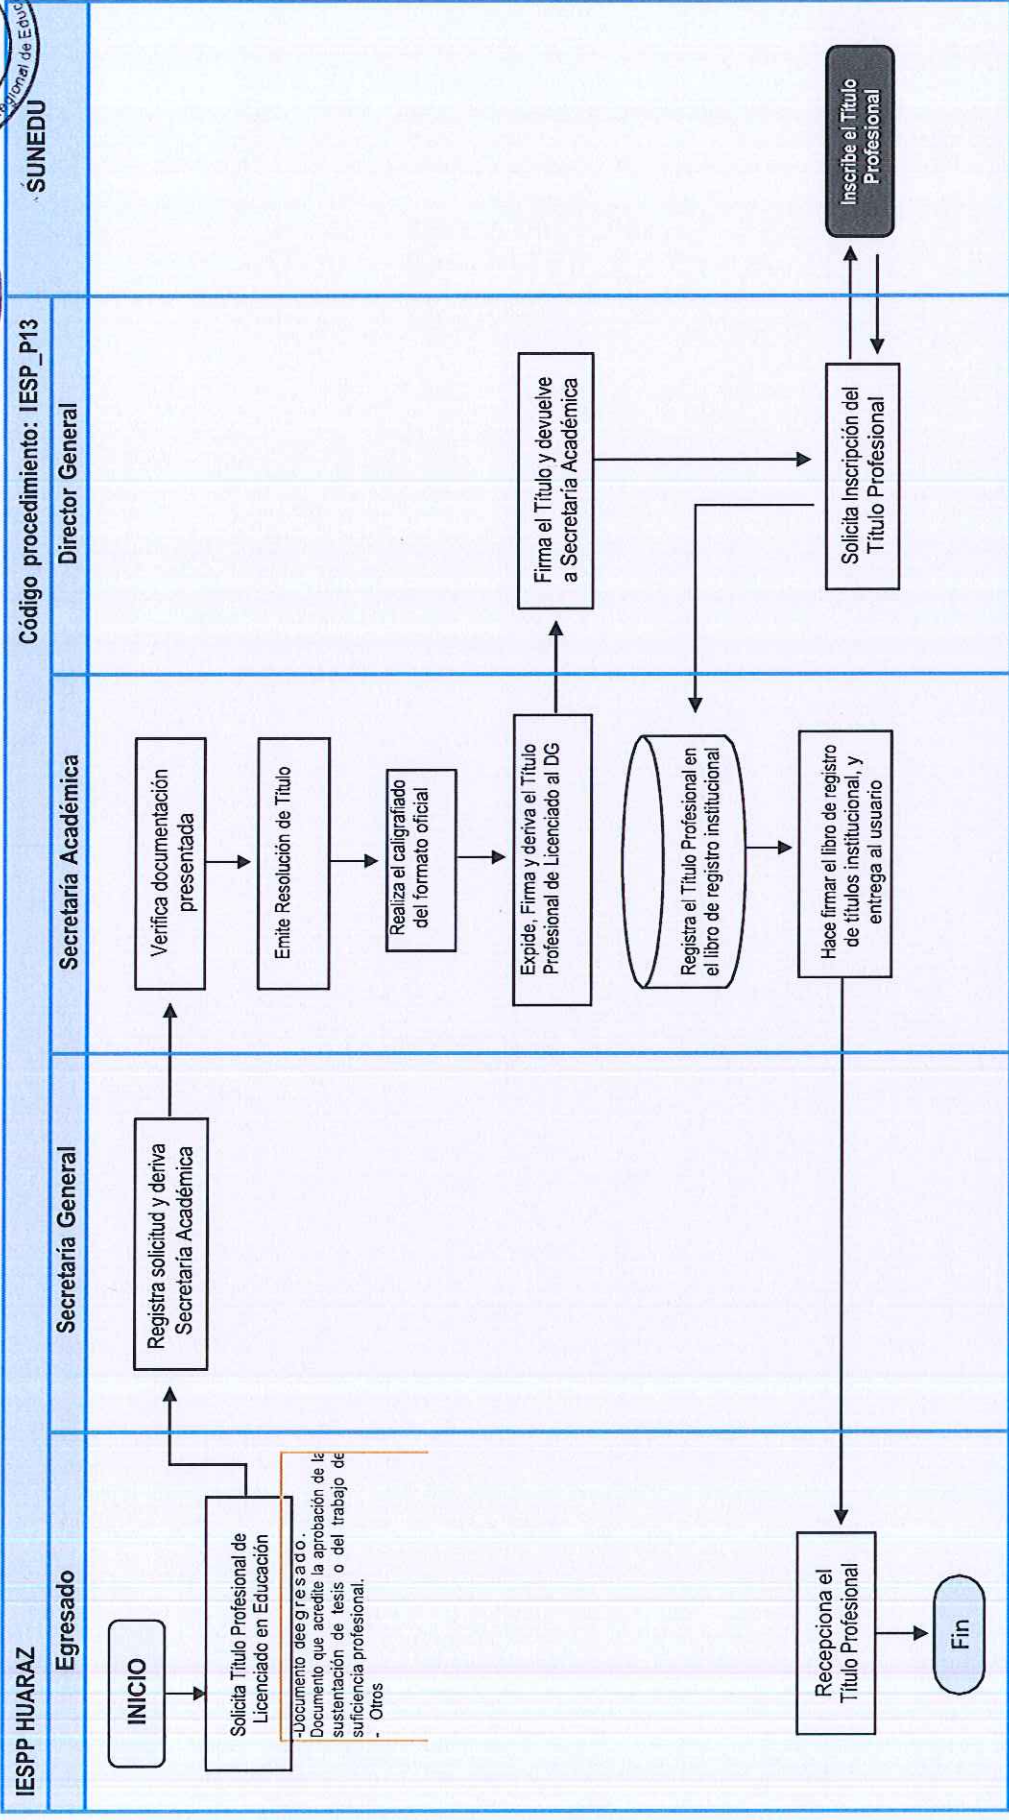 IESPP HUARAZ
Código procedimiento: IESP_P13
SUNEDU
Egresado
Secretaría General
Secretaría Académica
Director General
INICIO
Solicita Título Profesional de
Licenciado en Educación
-Documento deegresado.
Documento que acredite la aprobación de la
sustentación de tesis o del trabajo de
suficiencia profesional.
- Otros
Registra solicitud y deriva
Secretaría Académica
Verifica documentación
presentada
Emite Resolución de Título
Realiza el caligrafiado
del formato oficial
Expide, Firma y deriva el Título
Profesional de Licenciado al DG
Firma el Título y devuelve
a Secretaría Académica
Solicita Inscripción del
Título Profesional
Inscribe el Título
Profesional
Registra el Título Profesional en
el libro de registro institucional
Hace firmar el libro de registro
de títulos institucional, y
entrega al usuario
Recepciona el
Título Profesional
Fin